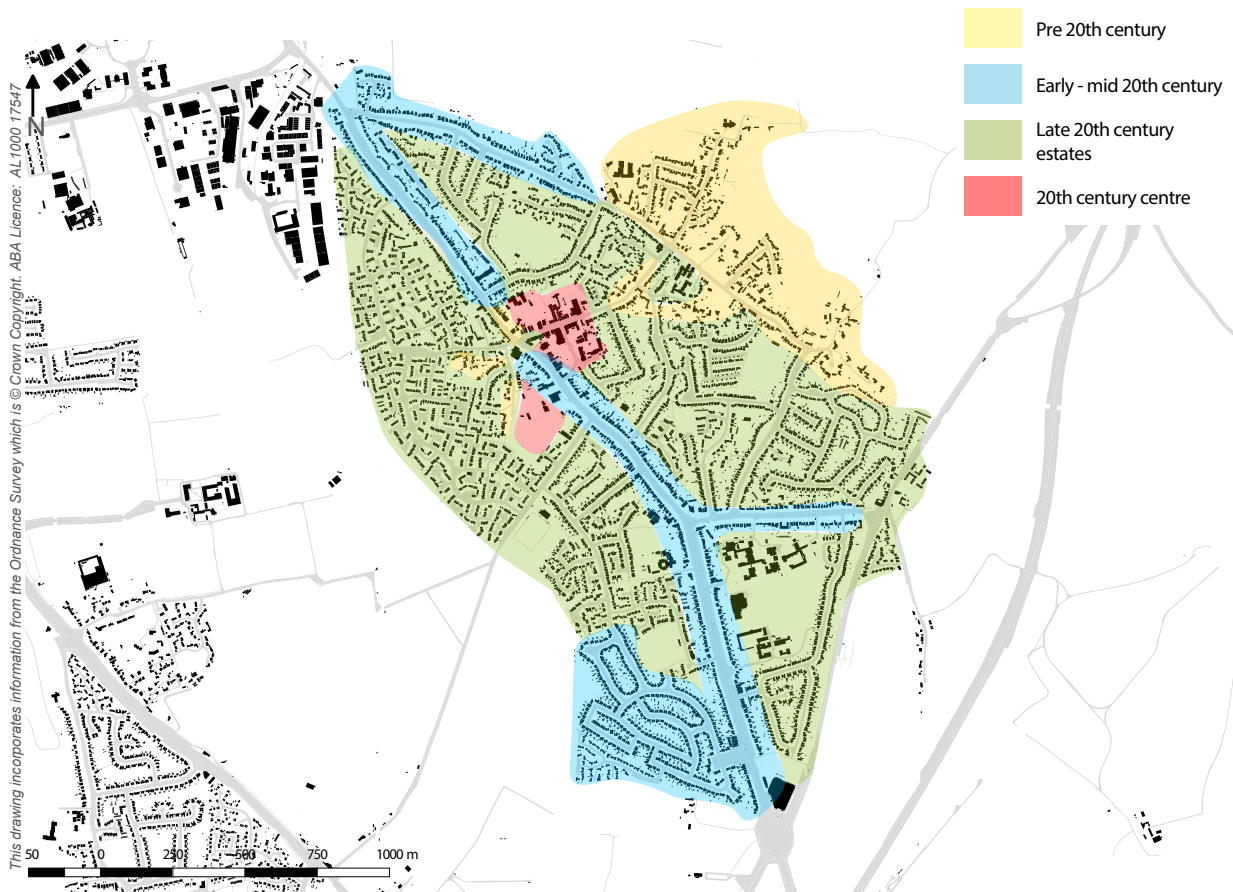 Pre 20th century
Early - mid 20th century
Late 20th century
estates
20th century centre
N
This drawing incorporates information from the Ordnance Survey which is © Crown Copyright. ABA Licence: AL1000 17547
50 0 250 500 750 1000 m